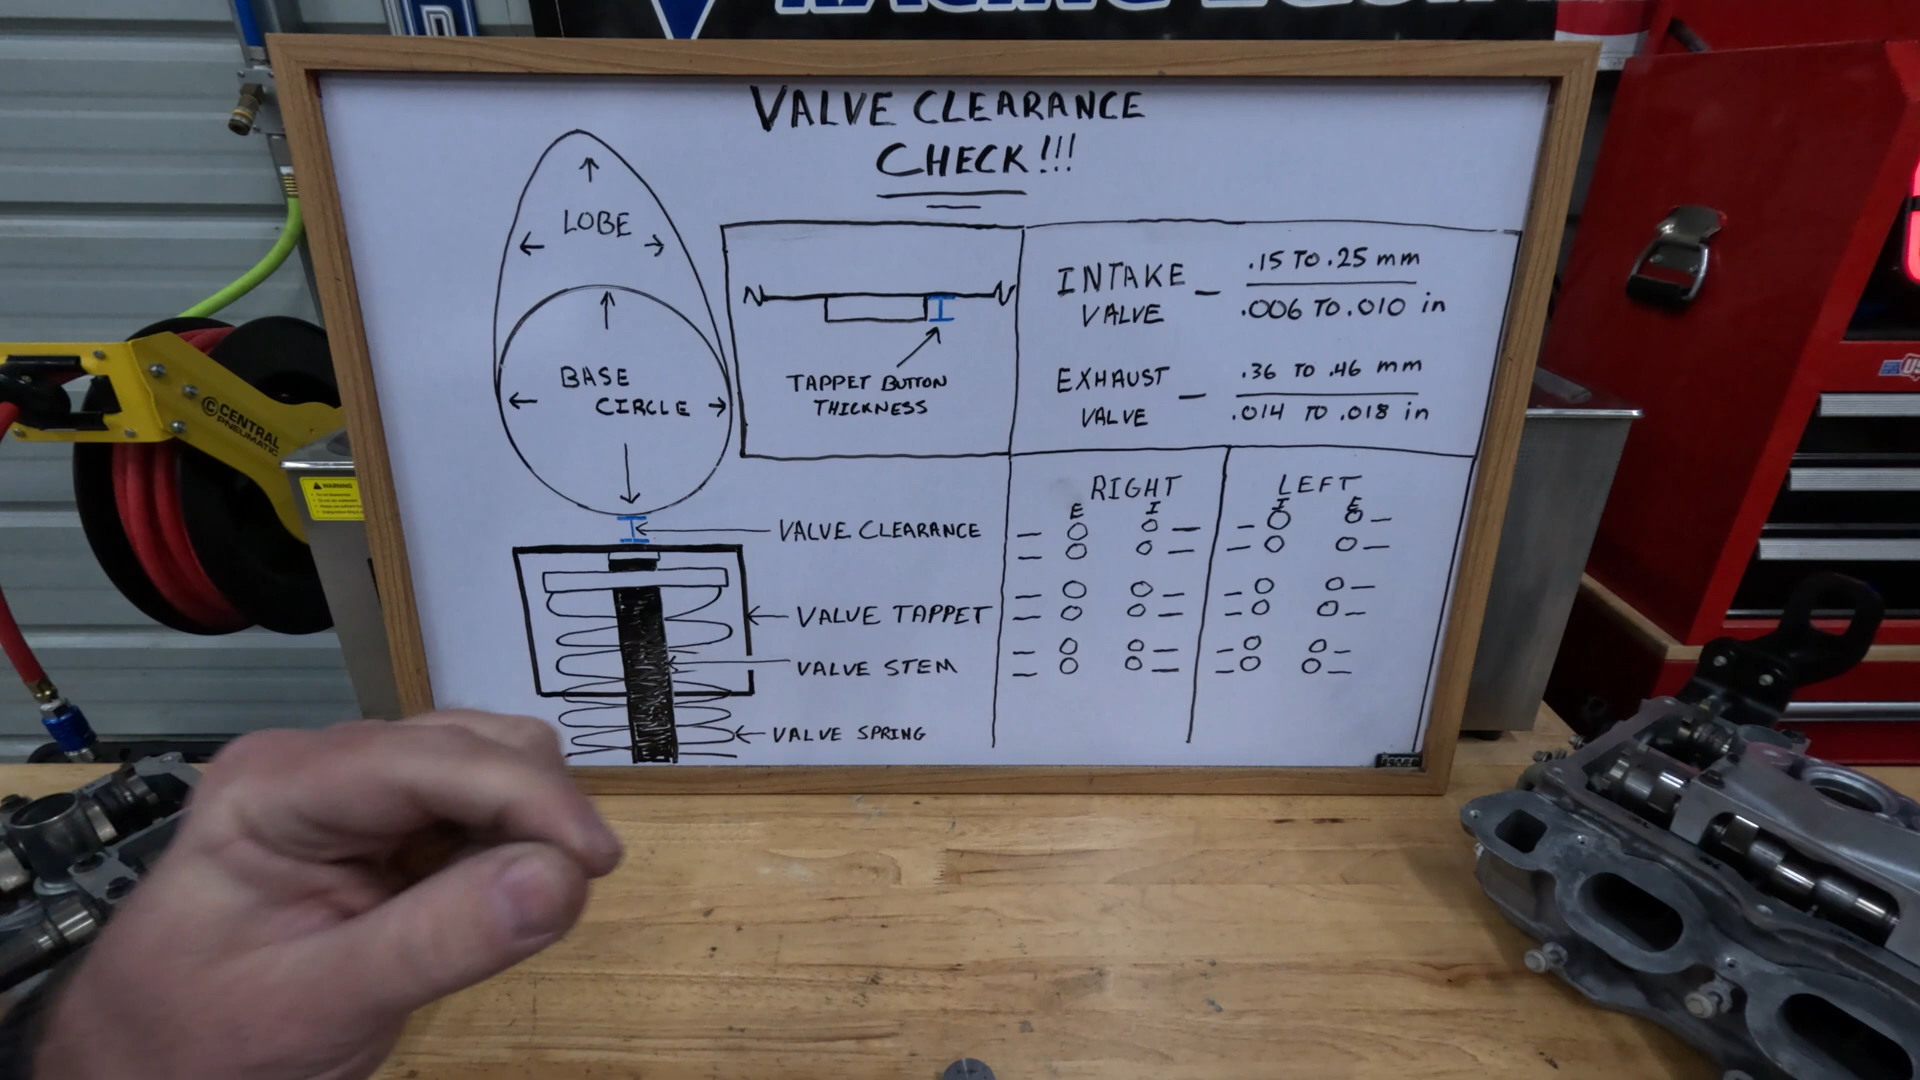 VALVE CLEARANCE
CHECK!!!
LOBE
BASE
CIRCLE
TAPPET BUTTON
THICKNESS
INTAKE
VALVE
–
.15 TO .25 mm
.006 TO .010 in
EXHAUST
VALVE
–
.36 TO .46 mm
.014 TO .018 in
RIGHT
E I
LEFT
I E
VALVE CLEARANCE
VALVE TAPPET
VALVE STEM
VALVE SPRING
CENTRAL
PNEUMATIC
WARNING